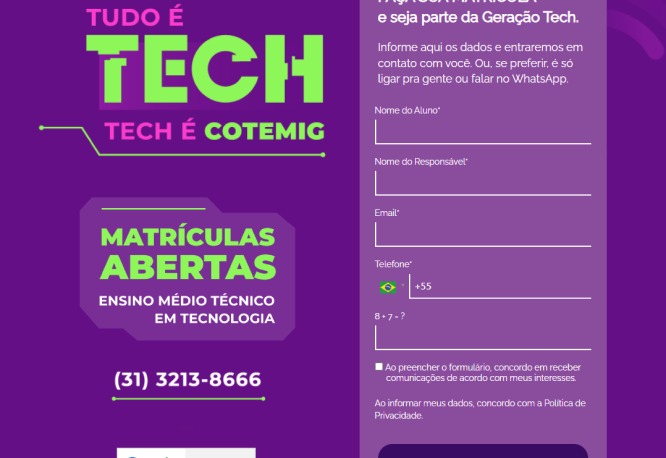 TUDO É
TECH
TECH É COTEMIG
MATRÍCULAS
ABERTAS
ENSINO MÉDIO TÉCNICO
EM TECNOLOGIA
(31) 3213-8666
e seja parte da Geração Tech.
Informe aqui os dados e entraremos em
contato com você. Ou, se preferir, é só
ligar pra gente ou falar no WhatsApp.
Nome do Aluno*
Nome do Responsável*
Email*
Telefone*
+55
8 + 7 = ?
Ao preencher o formulário, concordo em receber
comunicações de acordo com meus interesses.
Ao informar meus dados, concordo com a Política de
Privacidade.